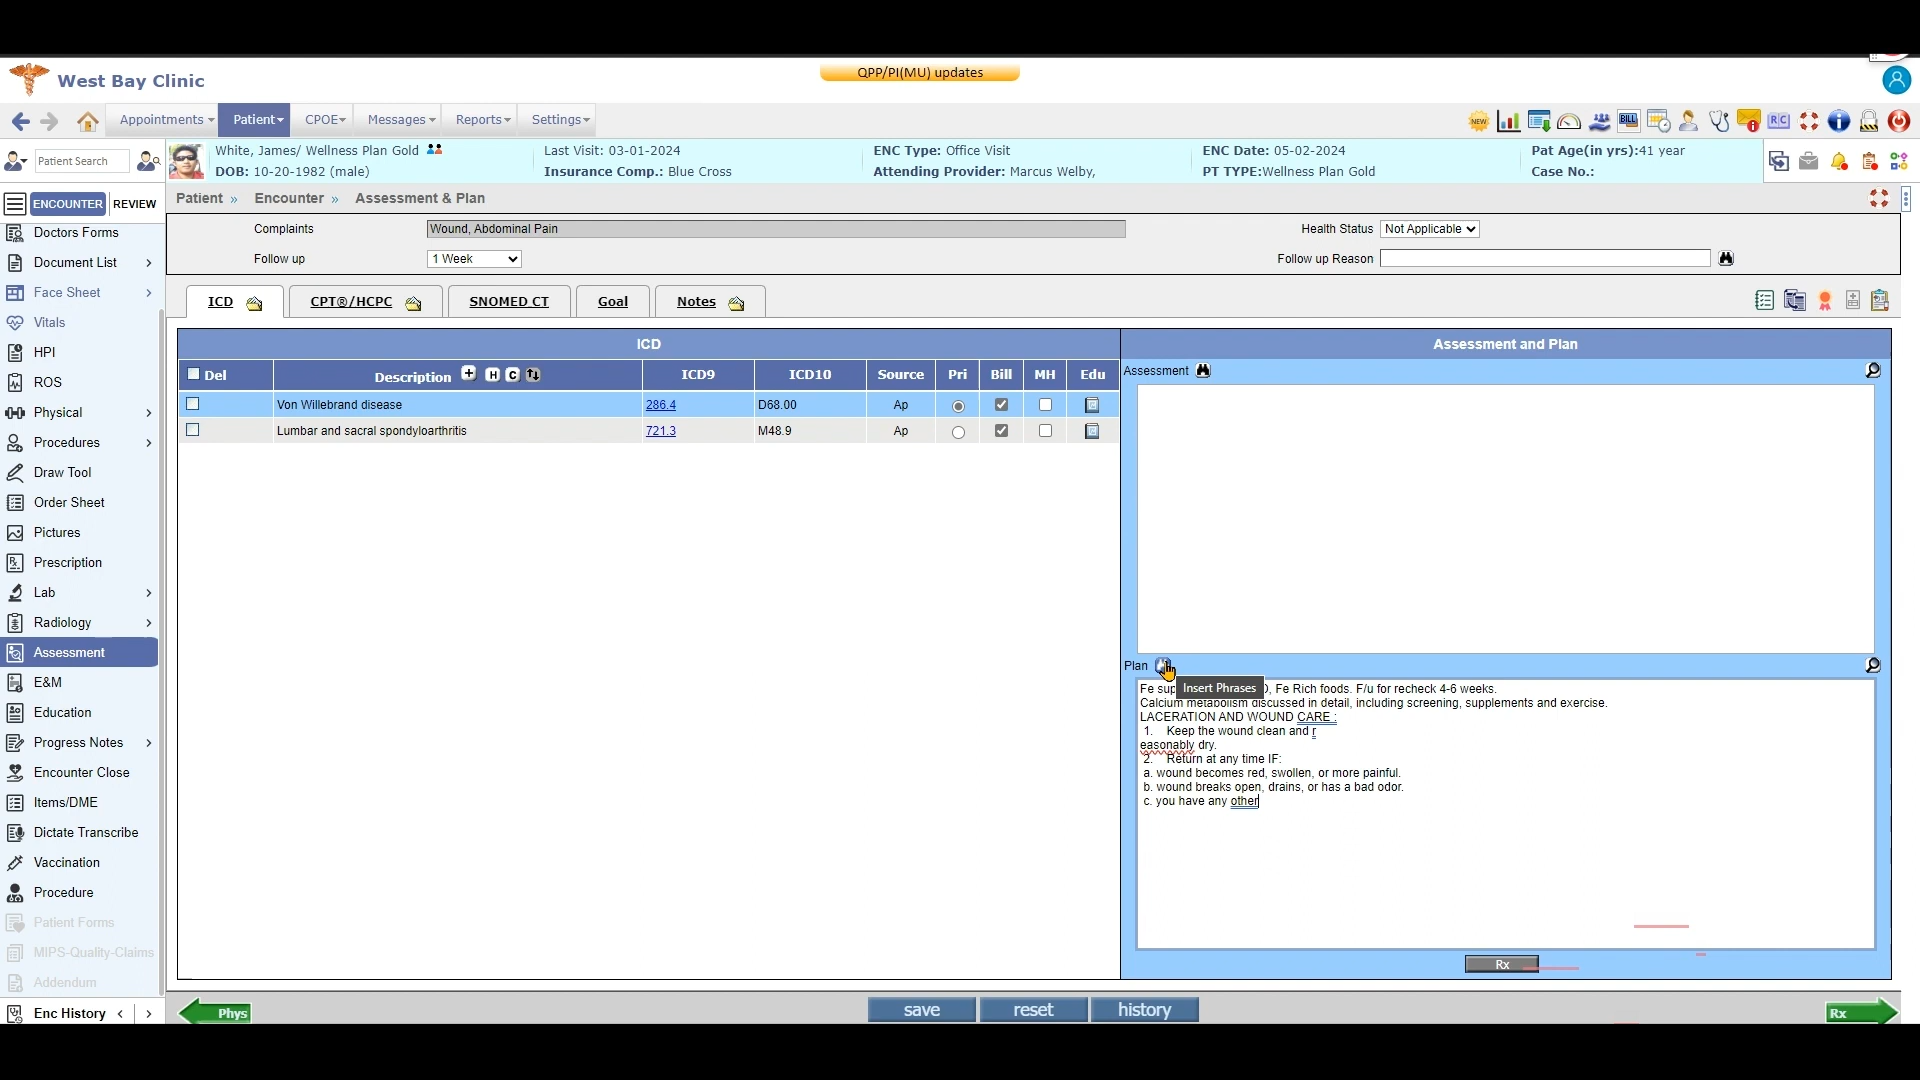 QPP/PI(MU) updates
West Bay Clinic
Appointments Patient CPOE Messages Reports Settings
NEW BILL RC
Patient Search
White, James/ Wellness Plan Gold Last Visit: 03-01-2024 ENC Type: Office Visit ENC Date: 05-02-2024 Pat Age(in yrs):41 year
DOB: 10-20-1982 (male) Insurance Comp.: Blue Cross Attending Provider: Marcus Welby, PT TYPE:Wellness Plan Gold Case No.:
ENCOUNTER REVIEW
Patient » Encounter » Assessment & Plan
Complaints Wound, Abdominal Pain Health Status Not Applicable
Follow up 1 Week Follow up Reason
ICD CPT®/HCPC SNOMED CT Goal Notes
Doctors Forms
Document List
Face Sheet
Vitals
HPI
ROS
Physical
Procedures
Draw Tool
Order Sheet
Pictures
Prescription
Lab
Radiology
Assessment
E&M
Education
Progress Notes
Encounter Close
Items/DME
Dictate Transcribe
Vaccination
Procedure
Patient Forms
MIPS-Quality-Claims
Addendum
Enc History < >
ICD
Del Description + H C ICD9 ICD10 Source Pri Bill MH Edu
Von Willebrand disease 286.4 D68.00 Ap
Lumbar and sacral spondyloarthritis 721.3 M48.9 Ap
Assessment and Plan
Assessment
Plan
Insert Phrases
Fe sup , Fe Rich foods. F/u for recheck 4-6 weeks.
Calcium metabolism discussed in detail, including screening, supplements and exercise.
LACERATION AND WOUND CARE :
1. Keep the wound clean and r
easonably dry.
2. Return at any time IF:
a. wound becomes red, swollen, or more painful.
b. wound breaks open, drains, or has a bad odor.
c. you have any other
Rx
Phys save reset history Rx